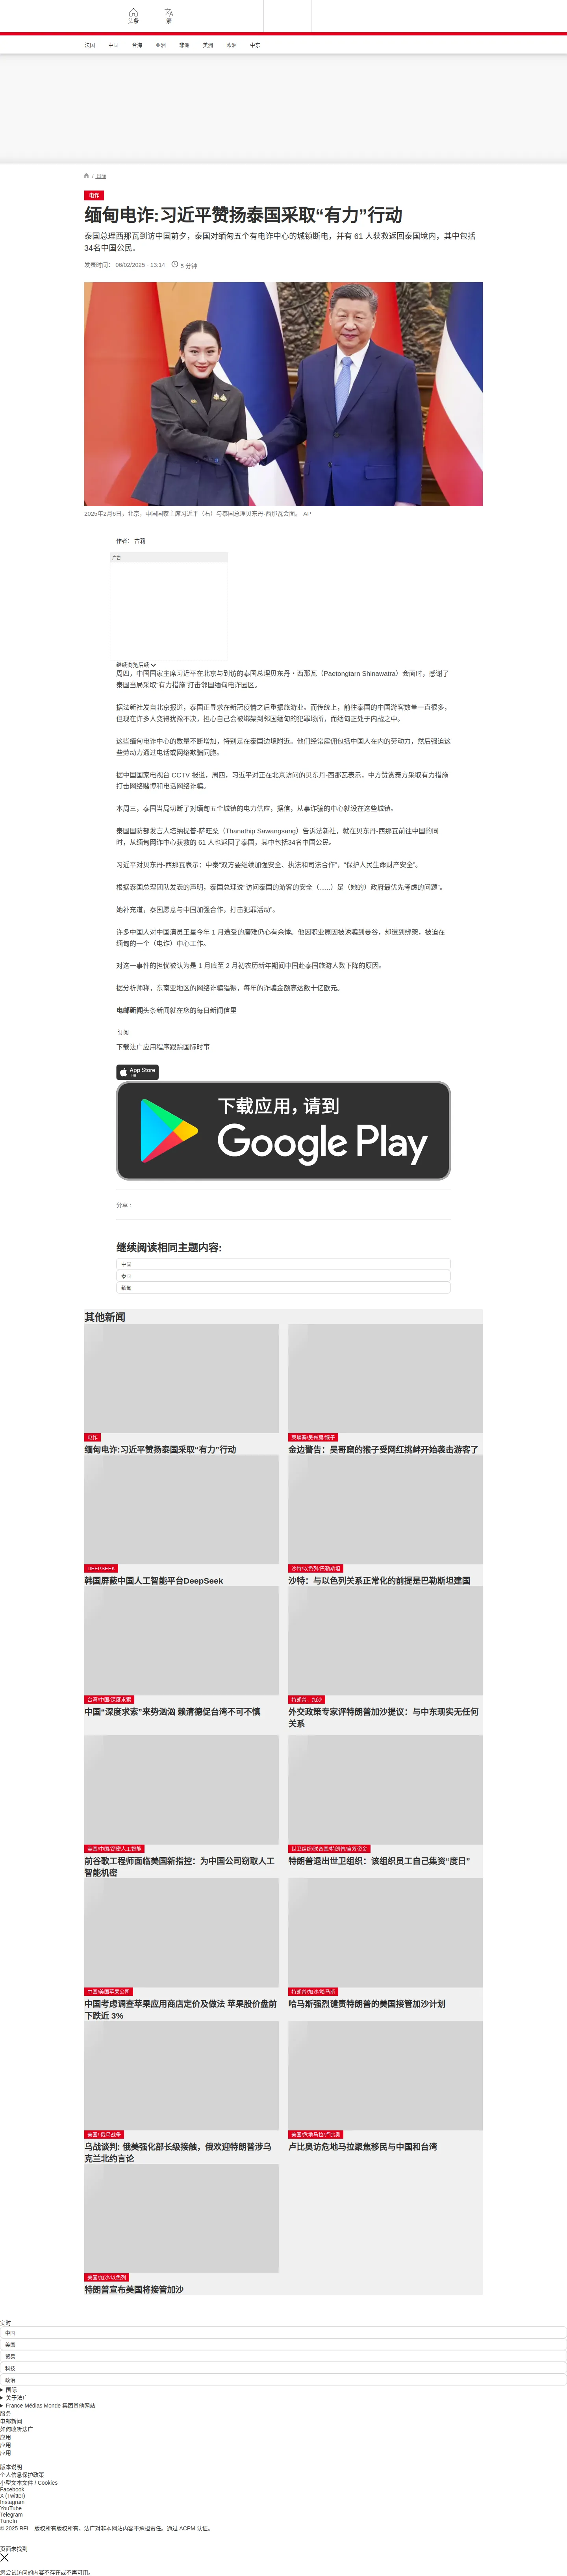 头条
繁
法国
中国
台海
亚洲
非洲
美洲
欧洲
中东
/ 国际
电诈
缅甸电诈:习近平赞扬泰国采取“有力”行动
泰国总理西那瓦到访中国前夕，泰国对缅甸五个有电诈中心的城镇断电，并有 61 人获救返回泰国境内，其中包括
34名中国公民。
发表时间： 06/02/2025 - 13:14
5 分钟
2025年2月6日，北京，中国国家主席习近平（右）与泰国总理贝东丹·西那瓦会面。 AP
作者： 古莉
广告
继续浏览后续
周四，中国国家主席习近平在北京与到访的泰国总理贝东丹・西那瓦（Paetongtarn Shinawatra）会面时，感谢了
泰国当局采取“有力措施”打击邻国缅甸电诈园区。
据法新社发自北京报道，泰国正寻求在新冠疫情之后重振旅游业。而传统上，前往泰国的中国游客数量一直很多，
但现在许多人变得犹豫不决，担心自己会被绑架到邻国缅甸的犯罪场所，而缅甸正处于内战之中。
这些缅甸电诈中心的数量不断增加，特别是在泰国边境附近。他们经常雇佣包括中国人在内的劳动力，然后强迫这
些劳动力通过电话或网络欺骗同胞。
据中国国家电视台 CCTV 报道，周四，习近平对正在北京访问的贝东丹-西那瓦表示，中方赞赏泰方采取有力措施
打击网络赌博和电话网络诈骗。
本周三，泰国当局切断了对缅甸五个城镇的电力供应，据信，从事诈骗的中心就设在这些城镇。
泰国国防部发言人塔纳提普-萨旺桑（Thanathip Sawangsang）告诉法新社，就在贝东丹-西那瓦前往中国的同
时，从缅甸网诈中心获救的 61 人也返回了泰国，其中包括34名中国公民。
习近平对贝东丹-西那瓦表示：中泰“双方要继续加强安全、执法和司法合作”，“保护人民生命财产安全”。
根据泰国总理团队发表的声明，泰国总理说“访问泰国的游客的安全（......）是（她的）政府最优先考虑的问题”。
她补充道，泰国愿意与中国加强合作，打击犯罪活动”。
许多中国人对中国演员王星今年 1 月遭受的磨难仍心有余悸。他因职业原因被诱骗到曼谷，却遭到绑架，被迫在
缅甸的一个（电诈）中心工作。
对这一事件的担忧被认为是 1 月底至 2 月初农历新年期间中国赴泰国旅游人数下降的原因。
据分析师称，东南亚地区的网络诈骗猖獗，每年的诈骗金额高达数十亿欧元。
电邮新闻头条新闻就在您的每日新闻信里
订阅
下载法广应用程序跟踪国际时事
App Store
下载
下载应用，请到
Google Play
分享 :
继续阅读相同主题内容:
中国
泰国
缅甸
其他新闻
电诈
缅甸电诈:习近平赞扬泰国采取“有力”行动
柬埔寨/吴哥窟/猴子
金边警告：吴哥窟的猴子受网红挑衅开始袭击游客了
DEEPSEEK
韩国屏蔽中国人工智能平台DeepSeek
沙特/以色列/巴勒斯坦
沙特：与以色列关系正常化的前提是巴勒斯坦建国
台湾/中国/深度求索
中国“深度求索”来势汹汹 赖清德促台湾不可不慎
特朗普，加沙
外交政策专家评特朗普加沙提议：与中东现实无任何
关系
美国/中国/窃密人工智能
前谷歌工程师面临美国新指控：为中国公司窃取人工
智能机密
世卫组织/联合国/特朗普/自筹资金
特朗普退出世卫组织：该组织员工自己集资“度日”
中国/美国苹果公司
中国考虑调查苹果应用商店定价及做法 苹果股价盘前
下跌近 3%
特朗普/加沙/哈马斯
哈马斯强烈谴责特朗普的美国接管加沙计划
美国/ 俄乌战争
乌战谈判: 俄美强化部长级接触，俄欢迎特朗普涉乌
克兰北约言论
美国/危地马拉/卢比奥
卢比奥访危地马拉聚焦移民与中国和台湾
美国/加沙/以色列
特朗普宣布美国将接管加沙
实时
中国
美国
贸易
科技
政治
国际
关于法广
France Médias Monde 集团其他网站
服务
电邮新闻
如何收听法广
应用
应用
应用
版本说明
个人信息保护政策
小型文本文件 / Cookies
Facebook
X (Twitter)
Instagram
YouTube
Telegram
TuneIn
© 2025 RFI – 版权所有版权所有。法广对非本网站内容不承担责任。通过 ACPM 认证。
页面未找到
您尝试访问的内容不存在或不再可用。